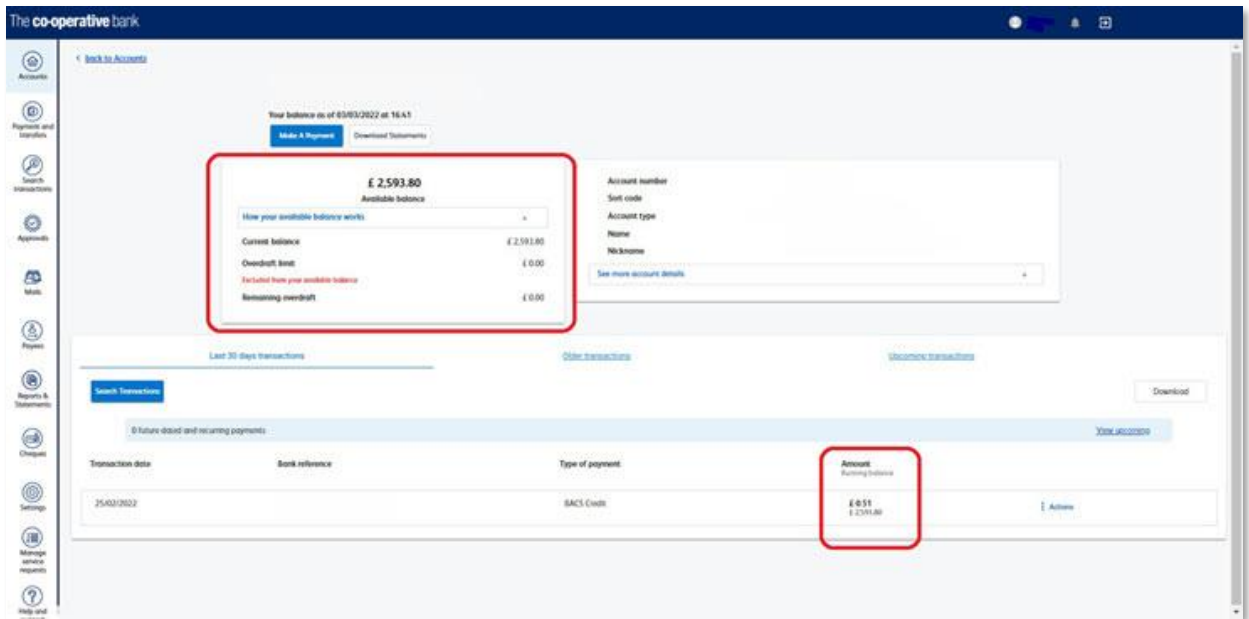 The co-operative bank
Accounts
Payment and transfers
Search transactions
Approvals
Payees
Reports & Statements
Cheques
Settings
Manage service requests
Help and
Back to Accounts
Your balance as of 03/03/2022 at 16:41
Make A Payment
Download Statements
£ 2,593.80
Available balance
How your available balance works
Current balance £ 2,593.80
Overdraft limit £ 0.00
Excluded from your available balance
Remaining overdraft £ 0.00
Account number
Sort code
Account type
Name
Nickname
See more account details
Last 30 days transactions
Older transactions
Upcoming transactions
Search Transactions
Download
0 future dated and recurring payments
View upcoming
Transaction date
Bank reference
Type of payment
Amount
Running balance
25/02/2022
BACS Credit
£ 0.51
£ 2,593.80
Actions